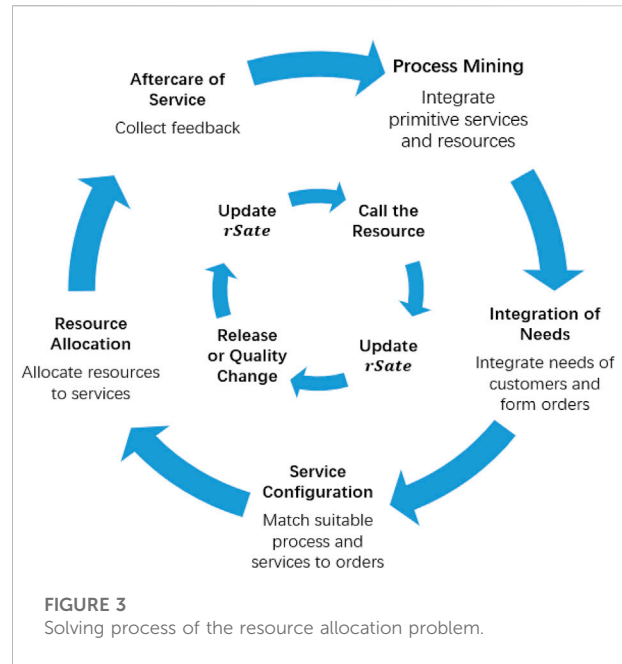 Process Mining
Integrate
primitive services
and resources
Integration of
Needs
Integrate needs of
customers and
form orders
Service
Configuration
Match suitable
process and
services to orders
Resource
Allocation
Allocate resources
to services
Aftercare of
Service
Collect feedback
Call the
Resource
Update
rSate
Release
or Quality
Change
Update
rSate
FIGURE 3
Solving process of the resource allocation problem.